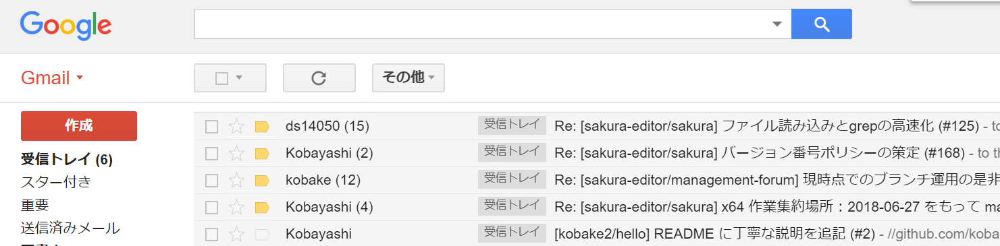 Google
Gmail
その他
作成
受信トレイ (6)
スター付き
重要
送信済みメール
ds14050 (15) 受信トレイ Re: [sakura-editor/sakura] ファイル読み込みとgrepの高速化 (#125) - to
Kobayashi (2) 受信トレイ Re: [sakura-editor/sakura] バージョン番号ポリシーの策定 (#168) - to th
kobake (12) 受信トレイ Re: [sakura-editor/management-forum] 現時点でのブランチ運用の是非
Kobayashi (4) 受信トレイ Re: [sakura-editor/sakura] x64 作業集約場所：2018-06-27 をもって ma
Kobayashi 受信トレイ [kobake2/hello] README に丁寧な説明を追記 (#2) - //github.com/koba